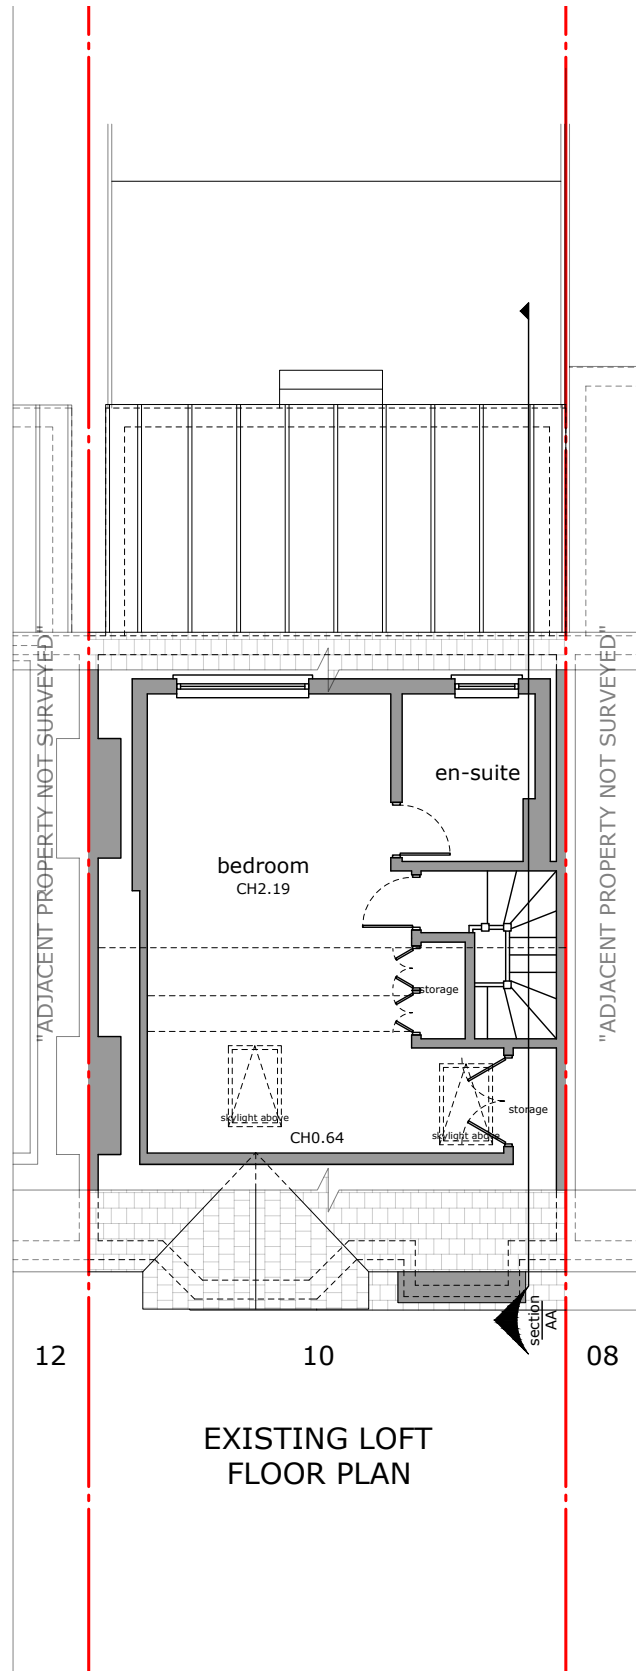 "ADJACENT PROPERTY NOT SURVEYED"
"ADJACENT PROPERTY NOT SURVEYED"
en-suite
bedroom
CH2.19
storage
skylight above
skylight above
storage
CH0.64
section
AA
12
10
08
EXISTING LOFT
FLOOR PLAN